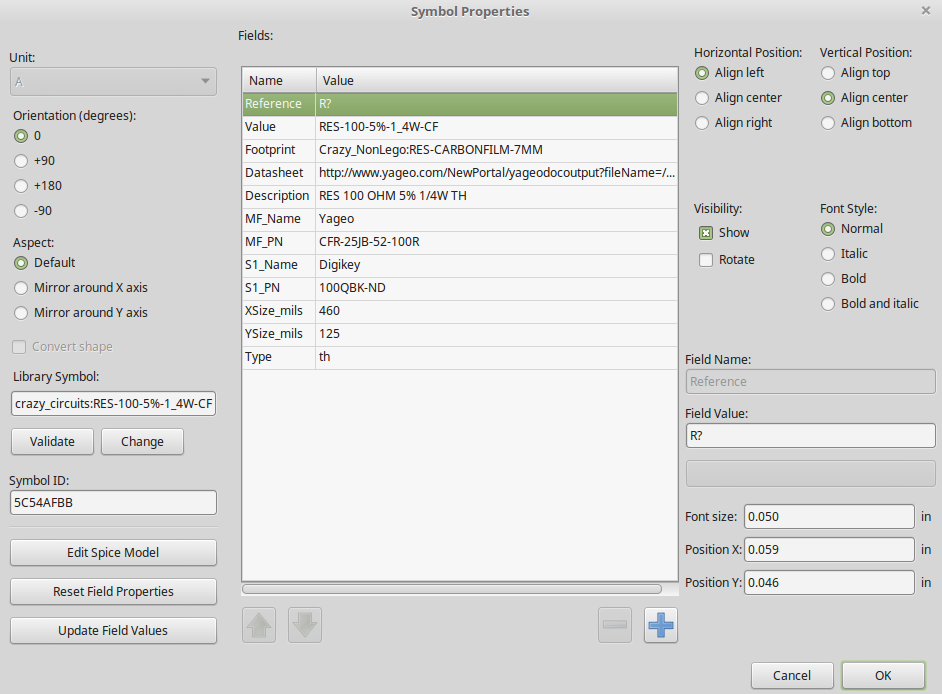 Symbol Properties
Unit:
A
Orientation (degrees):
0
+90
+180
-90
Aspect:
Default
Mirror around X axis
Mirror around Y axis
Convert shape
Library Symbol:
crazy_circuits:RES-100-5%-1_4W-CF
Validate Change
Symbol ID:
5C54AFBB
Edit Spice Model
Reset Field Properties
Update Field Values
Fields:
Name Value
Reference R?
Value RES-100-5%-1_4W-CF
Footprint Crazy_NonLego:RES-CARBONFILM-7MM
Datasheet http://www.yageo.com/NewPortal/yageodocoutput?fileName=/...
Description RES 100 OHM 5% 1/4W TH
MF_Name Yageo
MF_PN CFR-25JB-52-100R
S1_Name Digikey
S1_PN 100QBK-ND
XSize_mils 460
YSize_mils 125
Type th
Horizontal Position:
Align left
Align center
Align right
Vertical Position:
Align top
Align center
Align bottom
Visibility:
Show
Rotate
Font Style:
Normal
Italic
Bold
Bold and italic
Field Name:
Reference
Field Value:
R?
Font size: 0.050 in
Position X: 0.059 in
Position Y: 0.046 in
Cancel OK